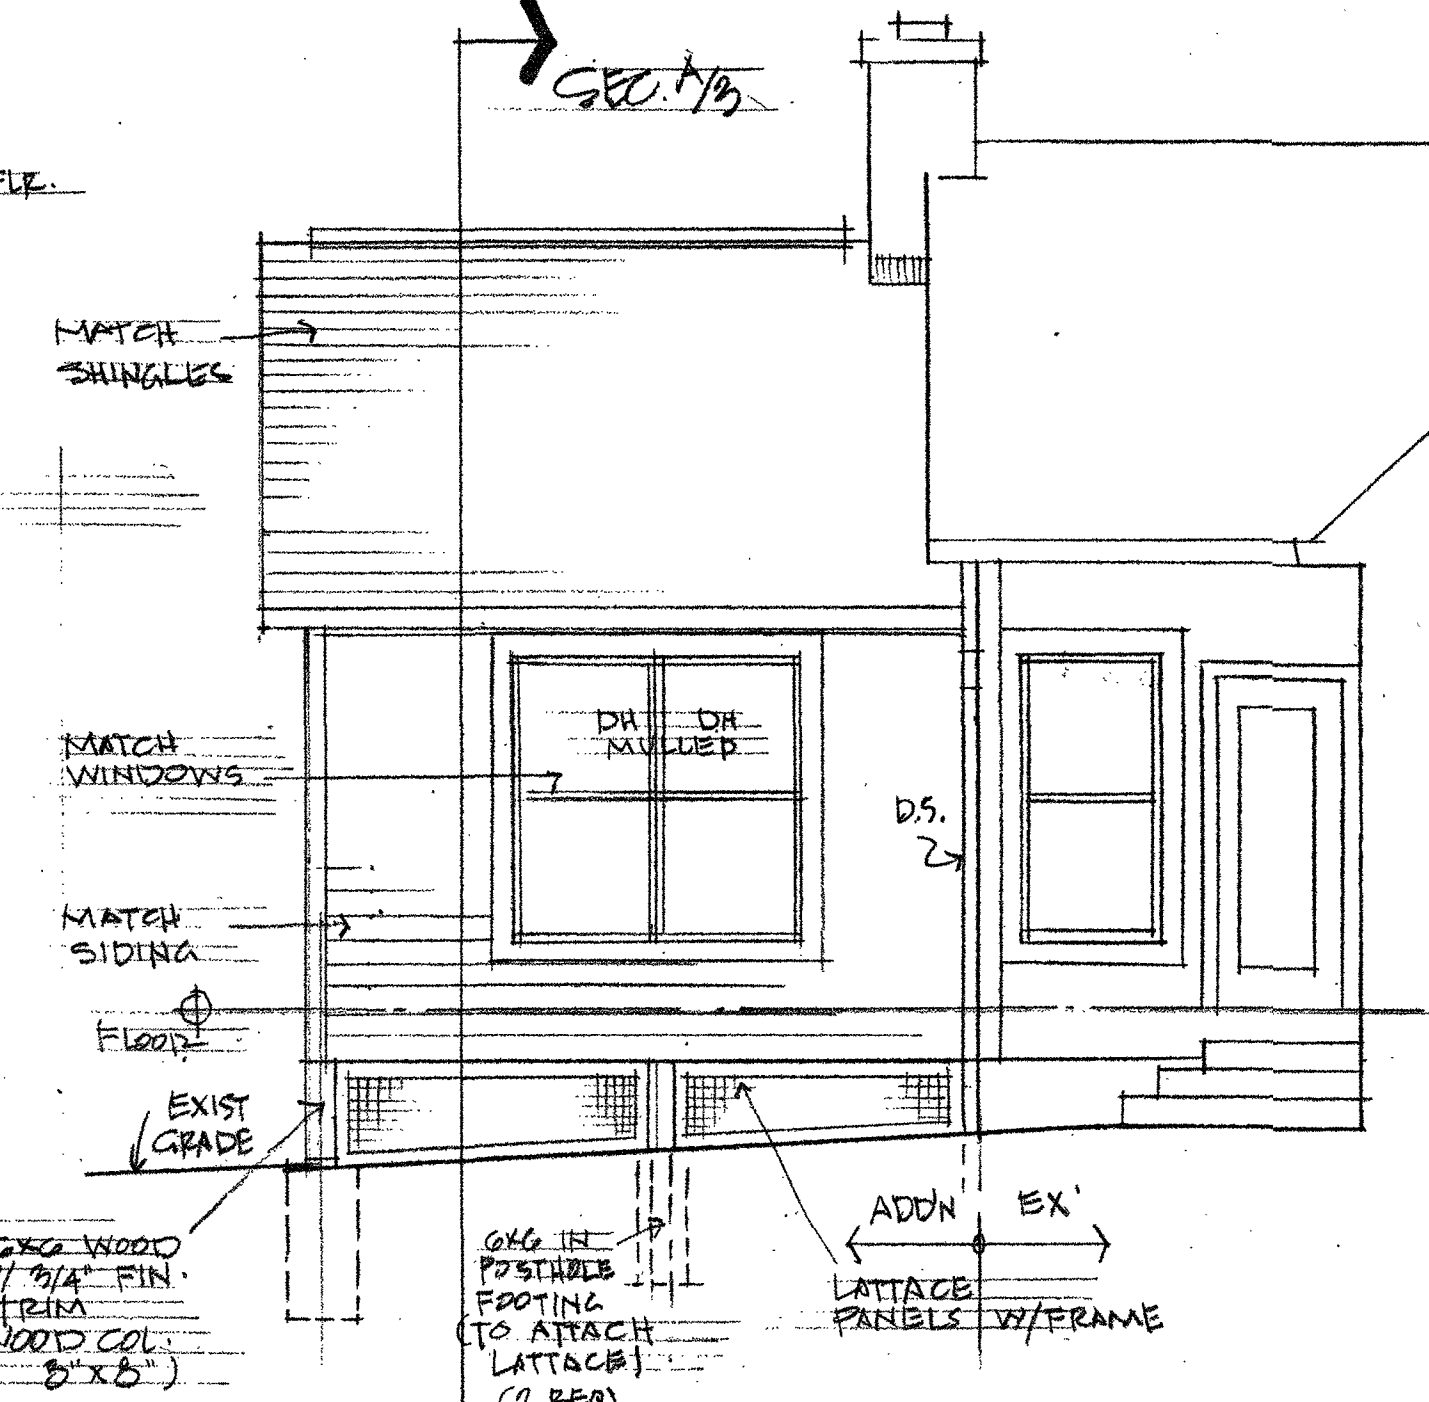 SEC. A/3
FLR.
MATCH
SHINGLES
DH DH
MULLED
MATCH
WINDOWS
D.S.
MATCH
SIDING
FLOOR
EXIST
GRADE
ADD'N EX'
6X6 WOOD
W/ 3/4" FIN.
TRIM
WOOD COL.
8"X8")
6X6 IN
POSTHOLE
FOOTING
(TO ATTACH
LATTACE)
LATTACE
PANELS W/FRAME